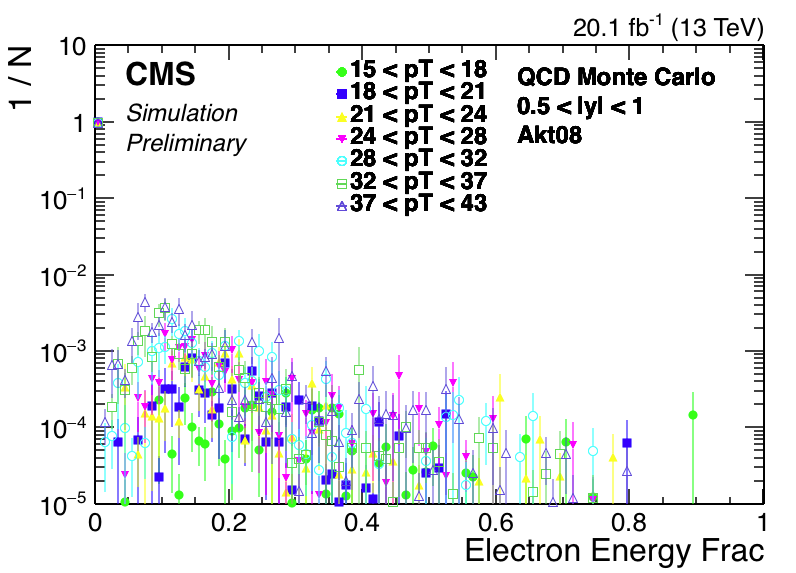 20.1 fb⁻¹ (13 TeV)
1 / N
10
1
10⁻¹
10⁻²
10⁻³
10⁻⁴
10⁻⁵
CMS
Simulation
Preliminary
15 < pT < 18
18 < pT < 21
21 < pT < 24
24 < pT < 28
28 < pT < 32
32 < pT < 37
37 < pT < 43
QCD Monte Carlo
0.5 < |y| < 1
Akt08
0 0.2 0.4 0.6 0.8 1
Electron Energy Frac